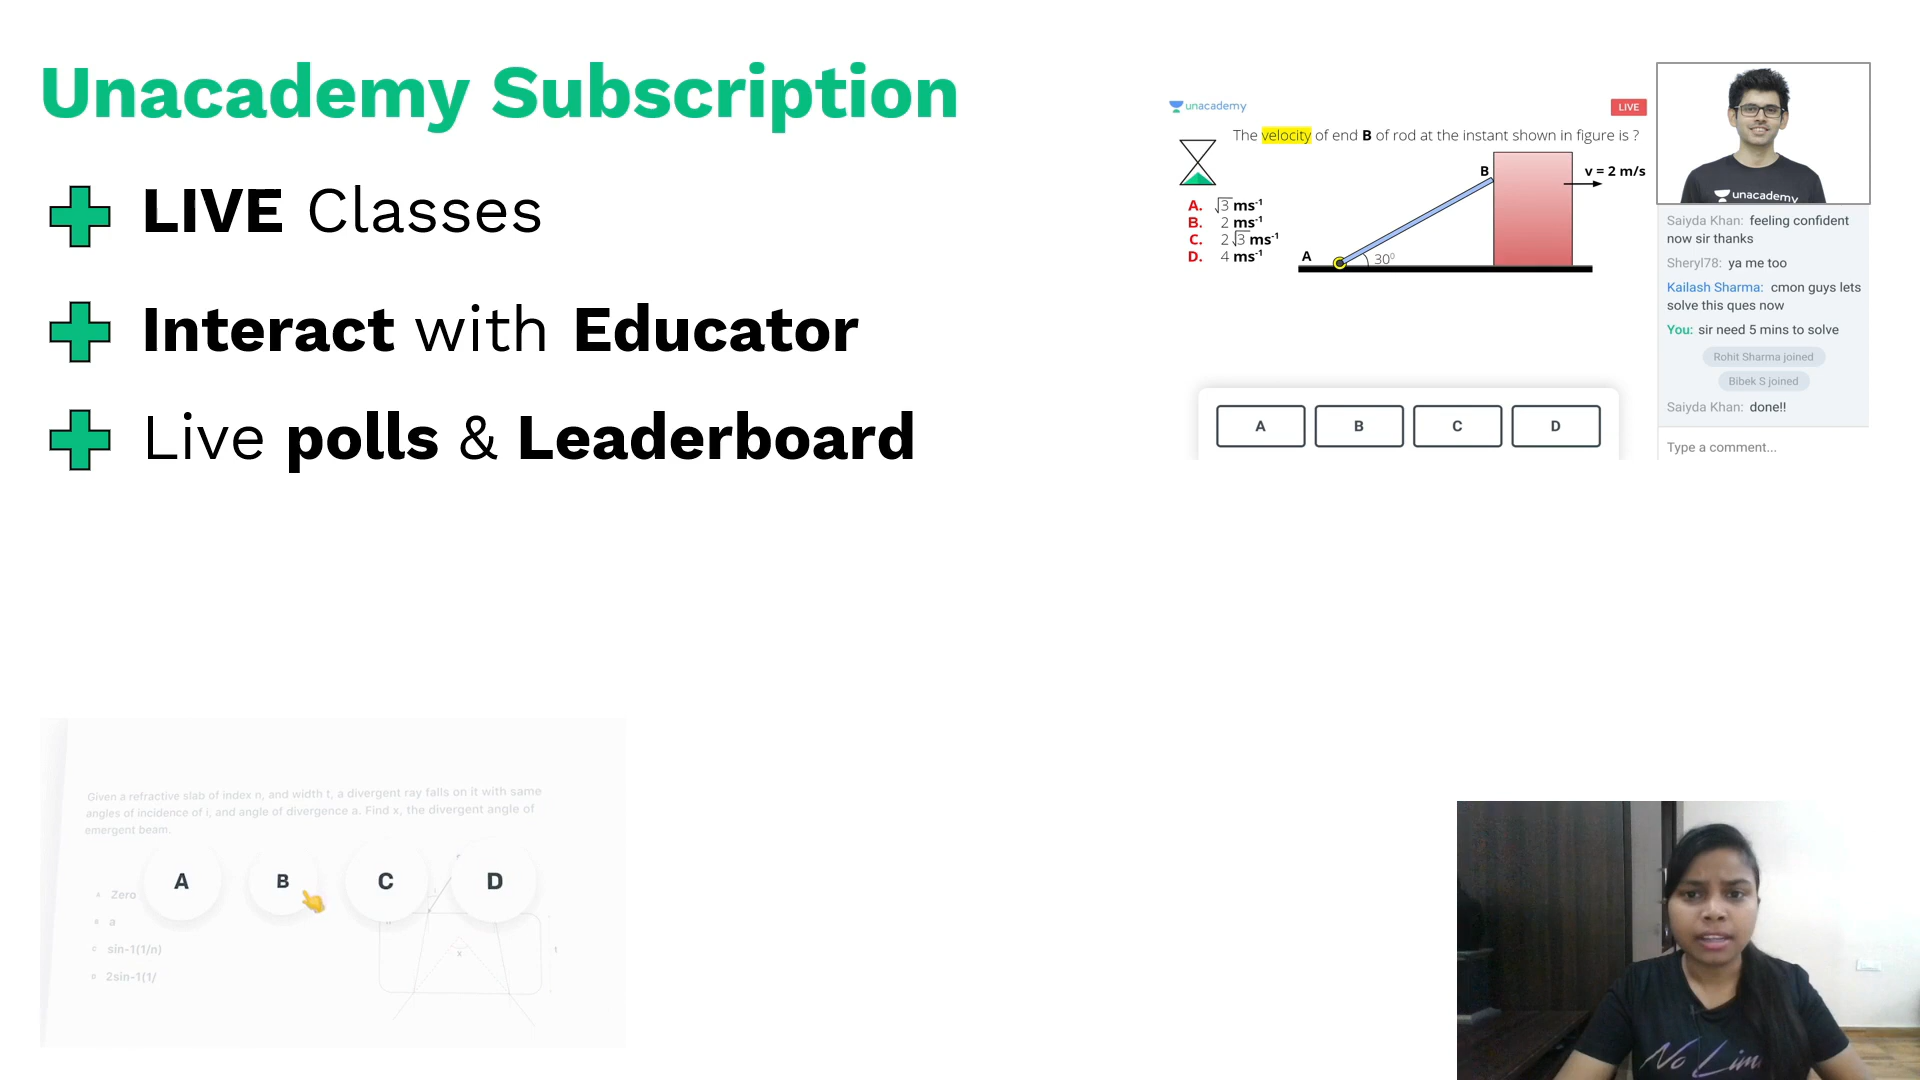 Unacademy Subscription
LIVE Classes
Interact with Educator
Live polls & Leaderboard
unacademy
LIVE
The velocity of end B of rod at the instant shown in figure is ?
A. √3 ms-1
B. 2 ms-1
C. 2√3 ms-1
D. 4 ms-1
B
v = 2 m/s
A
30⁰
A B C D
unacademy
Saiyda Khan: feeling confident
now sir thanks
Sheryl78: ya me too
Kailash Sharma: cmon guys lets
solve this ques now
You: sir need 5 mins to solve
Rohit Sharma joined
Bibek S joined
Saiyda Khan: done!!
Type a comment...
Given a refractive slab of index n, and width t, a divergent ray falls on it with same
angles of incidence of i, and angle of divergence a. Find x, the divergent angle of
emergent beam.
A B C D
A Zero
a
C sin-1(1/n)
D 2sin-1(1/
x
t
No Lim